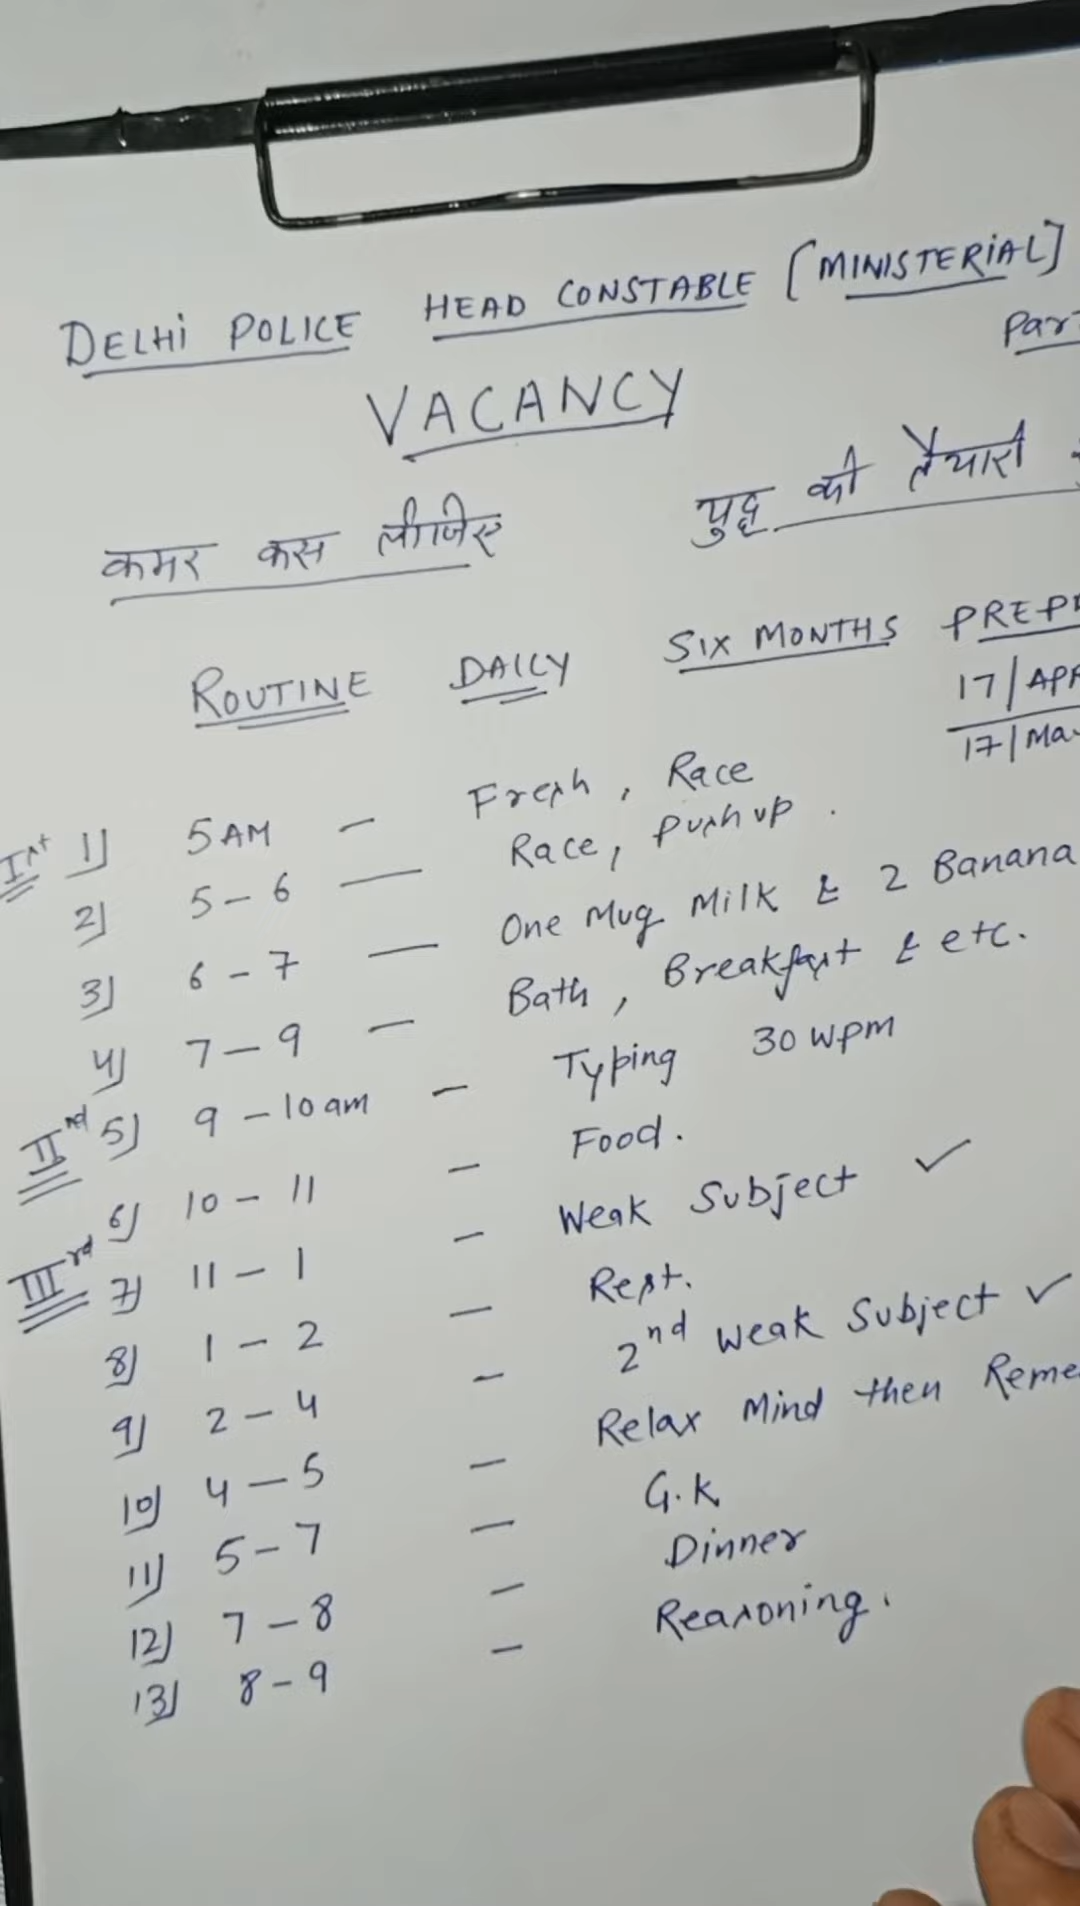 DELHi POLICE HEAD CONSTABLE [MINISTERiAL]
VACANCY
कमर कस लीजिए युद्ध की तैयारी
ROUTINE DAILY SIX MONTHS
17/
17/
Ist 1) 5 AM — Fresh, Race
2) 5 - 6 — Race, Push up.
3) 6 - 7 — One Mug Milk & 2 Banana
4) 7 - 9 — Bath, Breakfast & etc.
IInd 5) 9 - 10 am — Typing 30 wpm
6) 10 - 11 — Food.
IIIrd 7) 11 - 1 — Weak Subject ✓
8) 1 - 2 — Rest.
9) 2 - 4 — 2nd weak Subject ✓
10) 4 - 5 — Relax Mind then
11) 5 - 7 — G.K
12) 7 - 8 — Dinner
13) 8 - 9 — Reasoning.